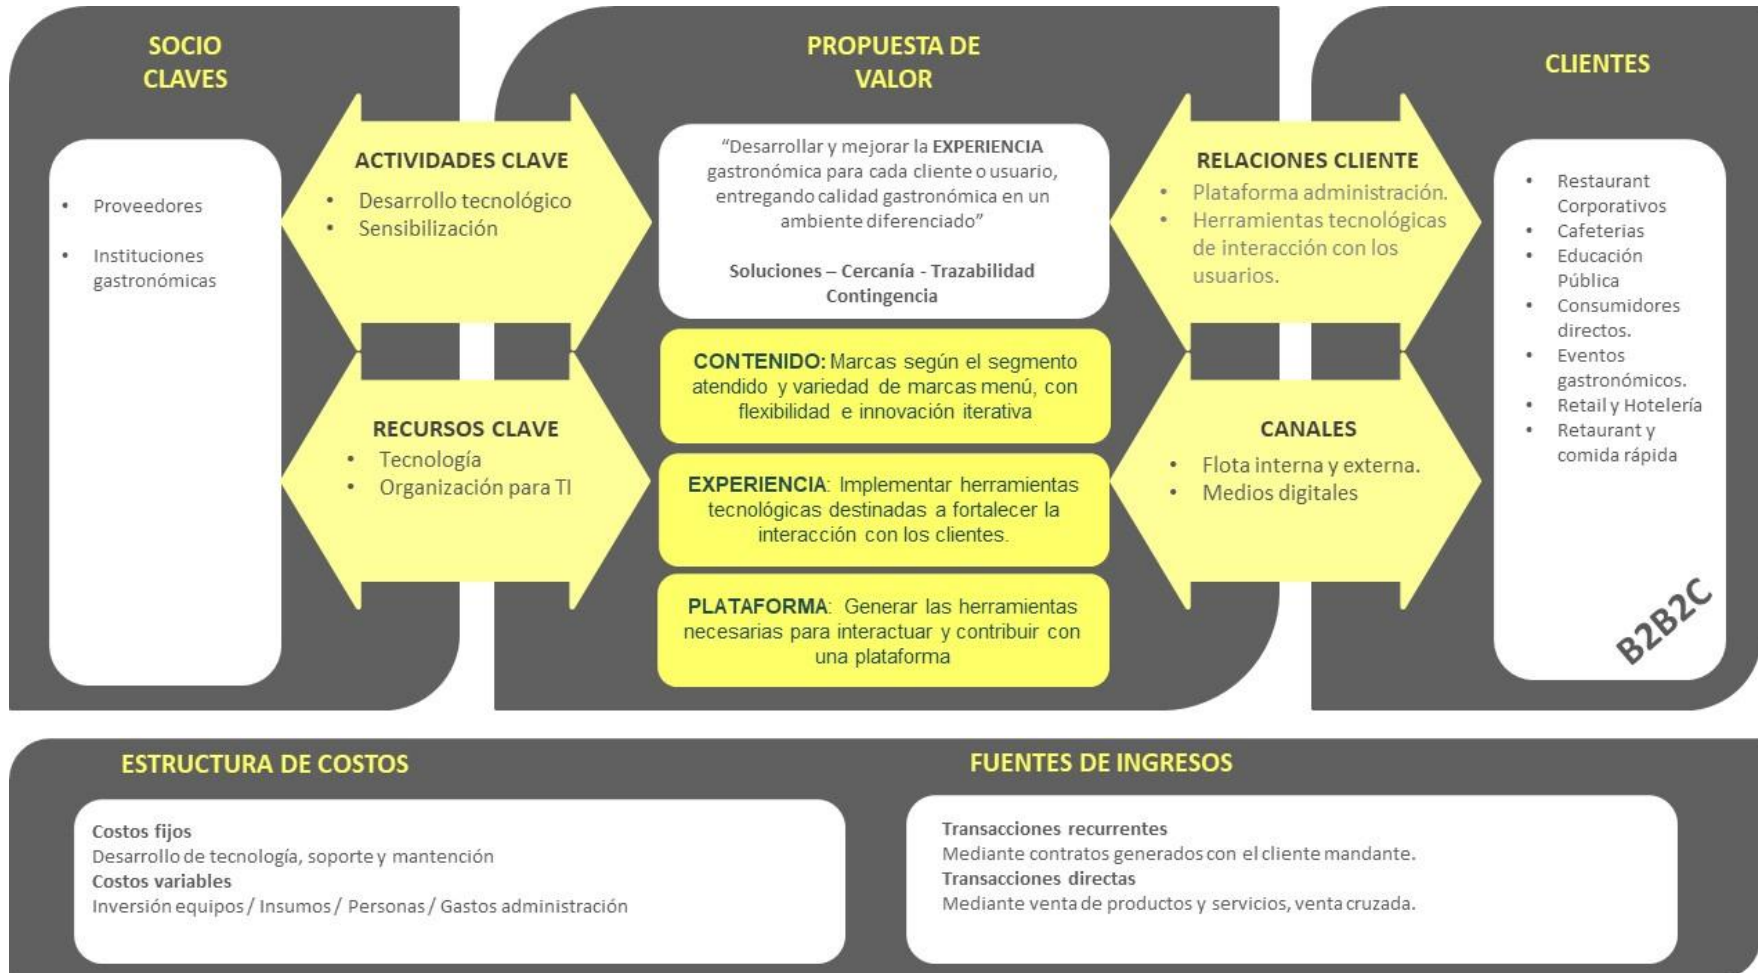 SOCIO
CLAVES
• Proveedores
• Instituciones
gastronómicas
ACTIVIDADES CLAVE
• Desarrollo tecnológico
• Sensibilización
RECURSOS CLAVE
• Tecnología
• Organización para TI
PROPUESTA DE
VALOR
“Desarrollar y mejorar la EXPERIENCIA
gastronómica para cada cliente o usuario,
entregando calidad gastronómica en un
ambiente diferenciado”
Soluciones – Cercanía - Trazabilidad
Contingencia
CONTENIDO: Marcas según el segmento
atendido y variedad de marcas menú, con
flexibilidad e innovación iterativa
EXPERIENCIA: Implementar herramientas
tecnológicas destinadas a fortalecer la
interacción con los clientes.
PLATAFORMA: Generar las herramientas
necesarias para interactuar y contribuir con
una plataforma
RELACIONES CLIENTE
• Plataforma administración.
• Herramientas tecnológicas
de interacción con los
usuarios.
CANALES
• Flota interna y externa.
• Medios digitales
CLIENTES
• Restaurant
Corporativos
• Cafeterias
• Educación
Pública
• Consumidores
directos.
• Eventos
gastronómicos.
• Retail y Hotelería
• Retaurant y
comida rápida
B2B2C
ESTRUCTURA DE COSTOS
Costos fijos
Desarrollo de tecnología, soporte y mantención
Costos variables
Inversión equipos / Insumos / Personas / Gastos administración
FUENTES DE INGRESOS
Transacciones recurrentes
Mediante contratos generados con el cliente mandante.
Transacciones directas
Mediante venta de productos y servicios, venta cruzada.